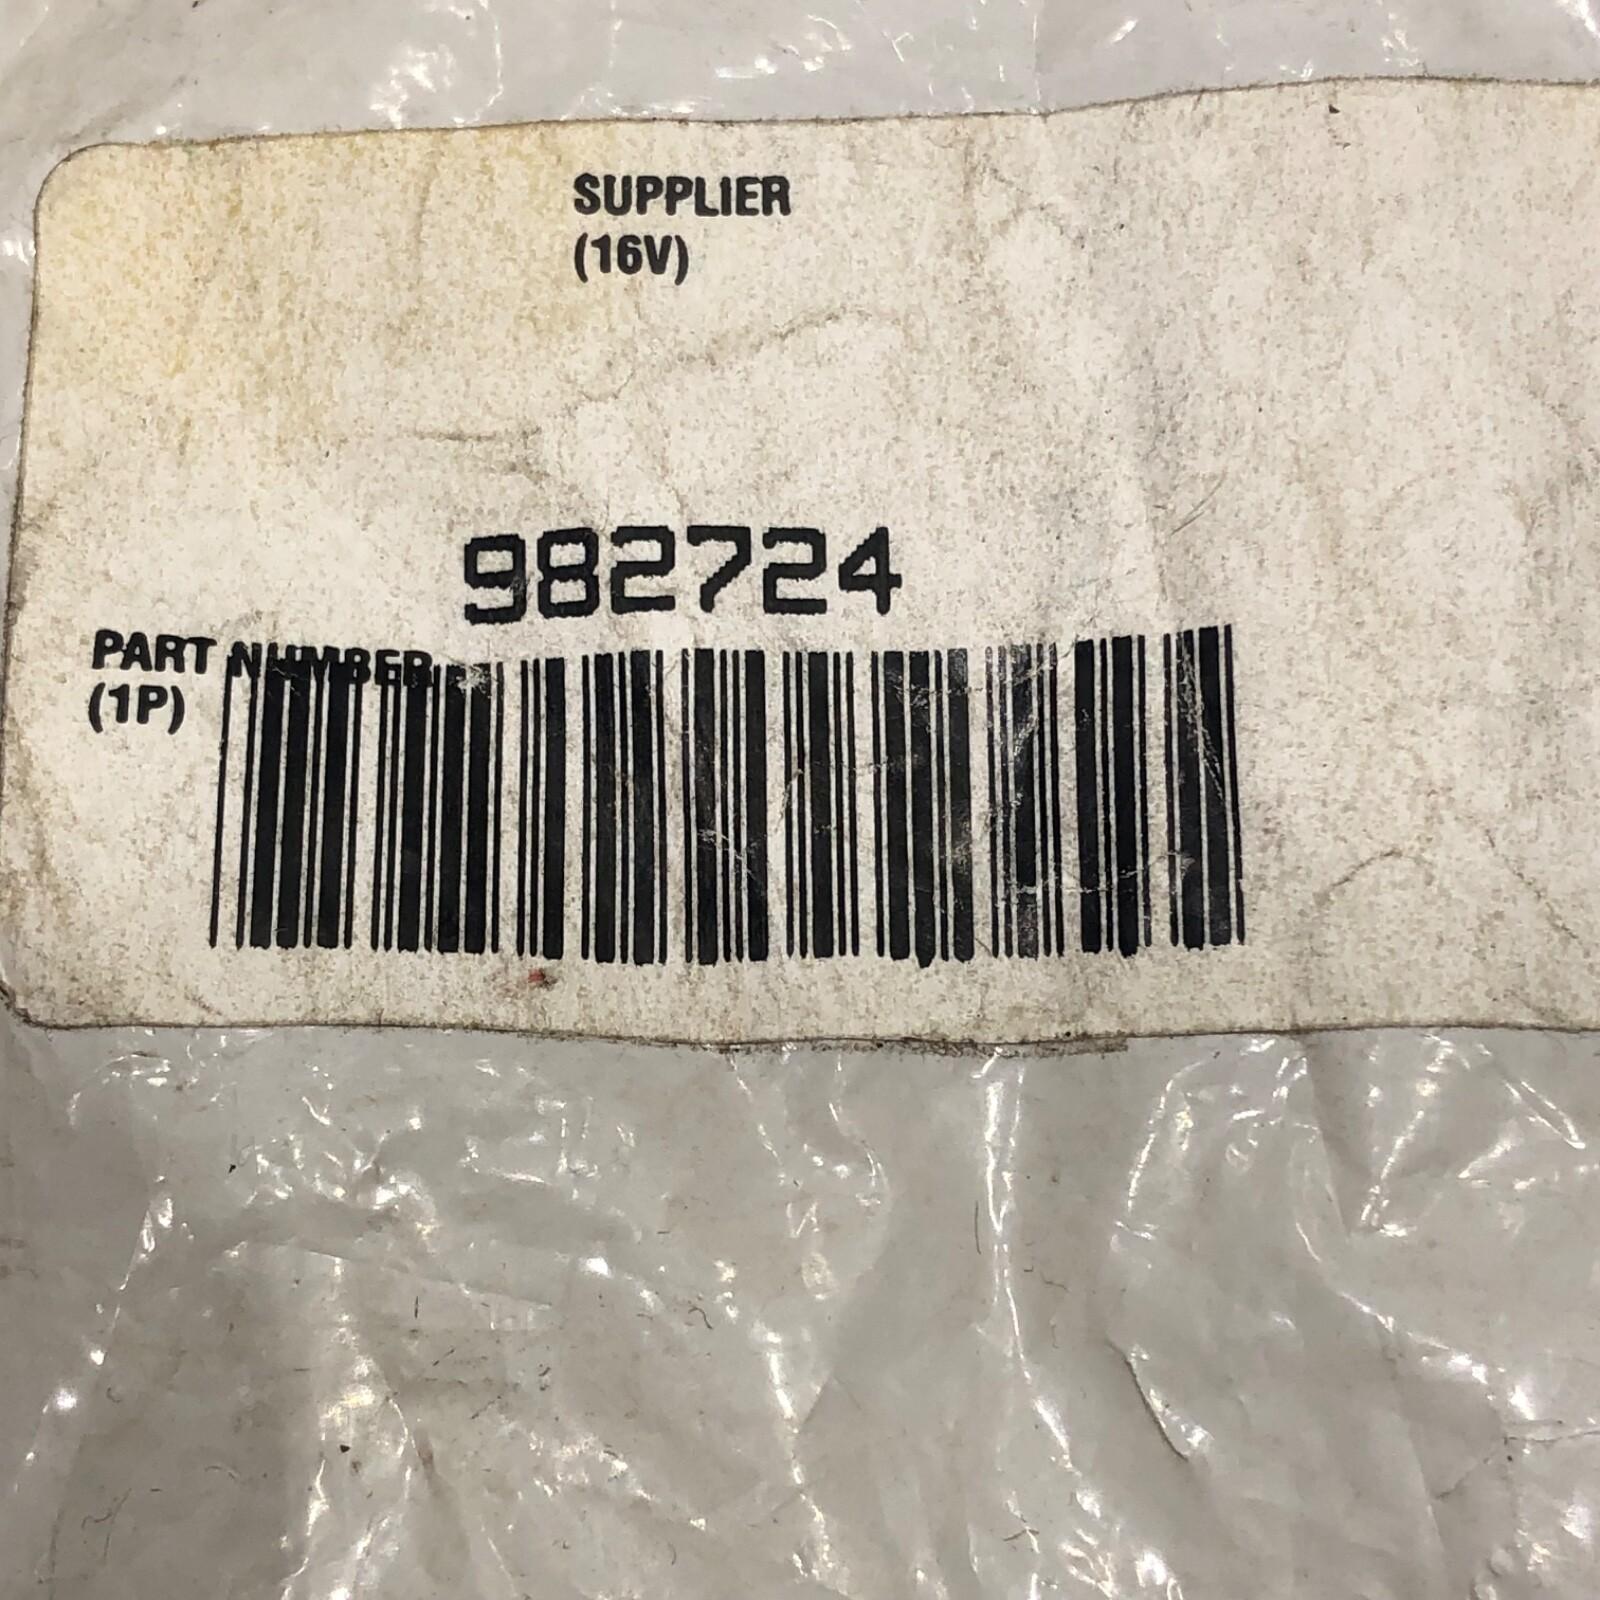 SUPPLIER
(16V)
982724
PART NUMBER
(1P)